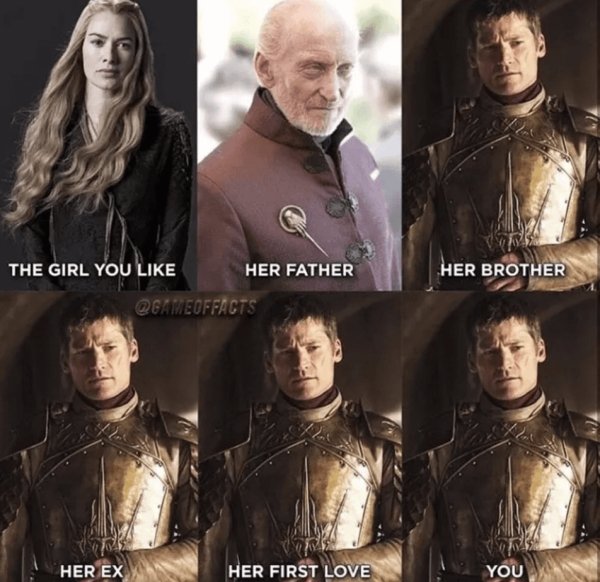 THE GIRL YOU LIKE
HER FATHER
HER BROTHER
@GAMEOFFACTS
HER EX
HER FIRST LOVE
YOU